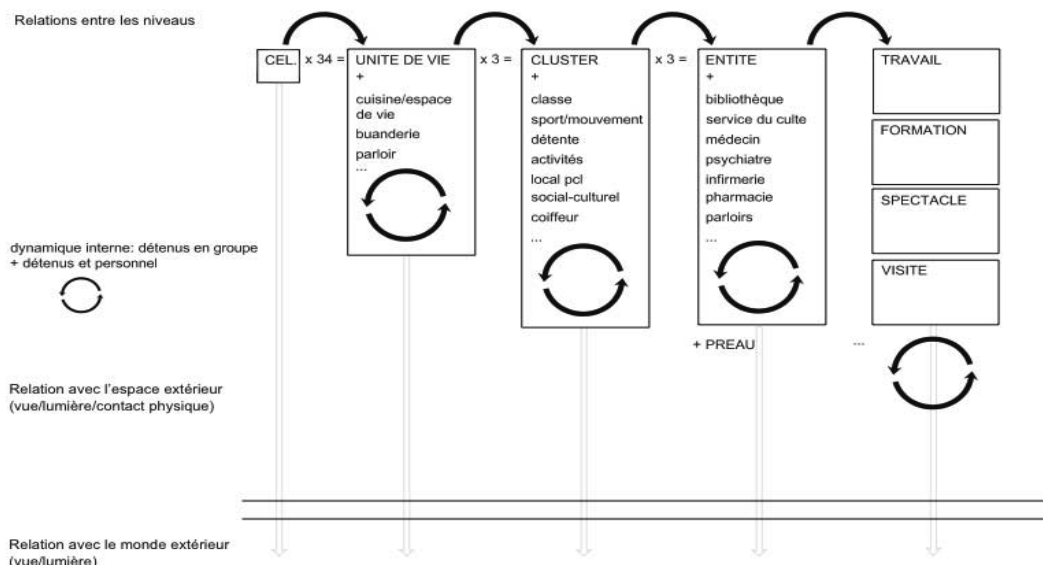 Relations entre les niveaux
CEL.
x 34 =
UNITE DE VIE
+
cuisine/espace
de vie
buanderie
parloir
...
x 3 =
CLUSTER
+
classe
sport/mouvement
détente
activités
local pcl
social-culturel
coiffeur
...
x 3 =
ENTITE
+
bibliothèque
service du culte
médecin
psychiatre
infirmerie
pharmacie
parloirs
...
+ PREAU
TRAVAIL
FORMATION
SPECTACLE
VISITE
...
dynamique interne: détenus en groupe
+ détenus et personnel
Relation avec l'espace extérieur
(vue/lumière/contact physique)
Relation avec le monde extérieur
(vue/lumière)